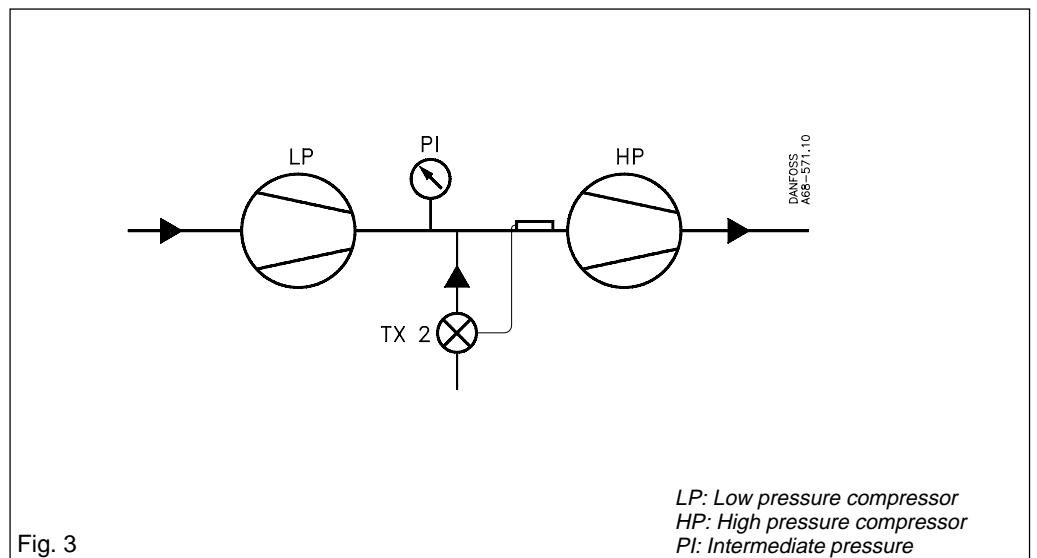 LP
PI
HP
DANFOSS
A68-571.10
TX 2
LP: Low pressure compressor
HP: High pressure compressor
PI: Intermediate pressure
Fig. 3